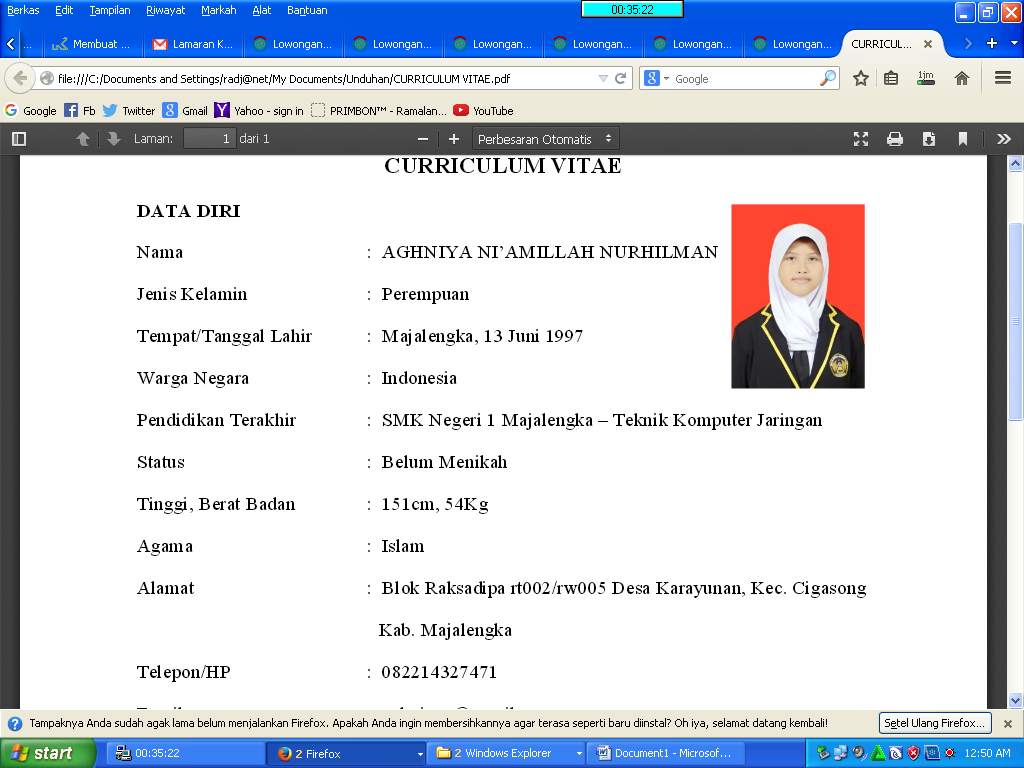 Berkas Edit Tampilan Riwayat Markah Alat Bantuan 00:35:22
... Membuat ... Lamaran K... Lowongan... Lowongan... Lowongan... Lowongan... Lowongan... Lowongan... CURRICUL...
file:///C:/Documents and Settings/radj@net/My Documents/Unduhan/CURRICULUM VITAE.pdf Google 1jm
Google Fb Twitter Gmail Yahoo - sign in PRIMBON™ - Ramalan... YouTube
Laman: 1 dari 1 Perbesaran Otomatis
CURRICULUM VITAE
DATA DIRI
Nama : AGHNIYA NI’AMILLAH NURHILMAN
Jenis Kelamin : Perempuan
Tempat/Tanggal Lahir : Majalengka, 13 Juni 1997
Warga Negara : Indonesia
Pendidikan Terakhir : SMK Negeri 1 Majalengka – Teknik Komputer Jaringan
Status : Belum Menikah
Tinggi, Berat Badan : 151cm, 54Kg
Agama : Islam
Alamat : Blok Raksadipa rt002/rw005 Desa Karayunan, Kec. Cigasong
Kab. Majalengka
Telepon/HP : 082214327471
Tampaknya Anda sudah agak lama belum menjalankan Firefox. Apakah Anda ingin membersihkannya agar terasa seperti baru diinstal? Oh iya, selamat datang kembali! Setel Ulang Firefox...
start 00:35:22 2 Firefox 2 Windows Explorer Document1 - Microsof... 12:50 AM